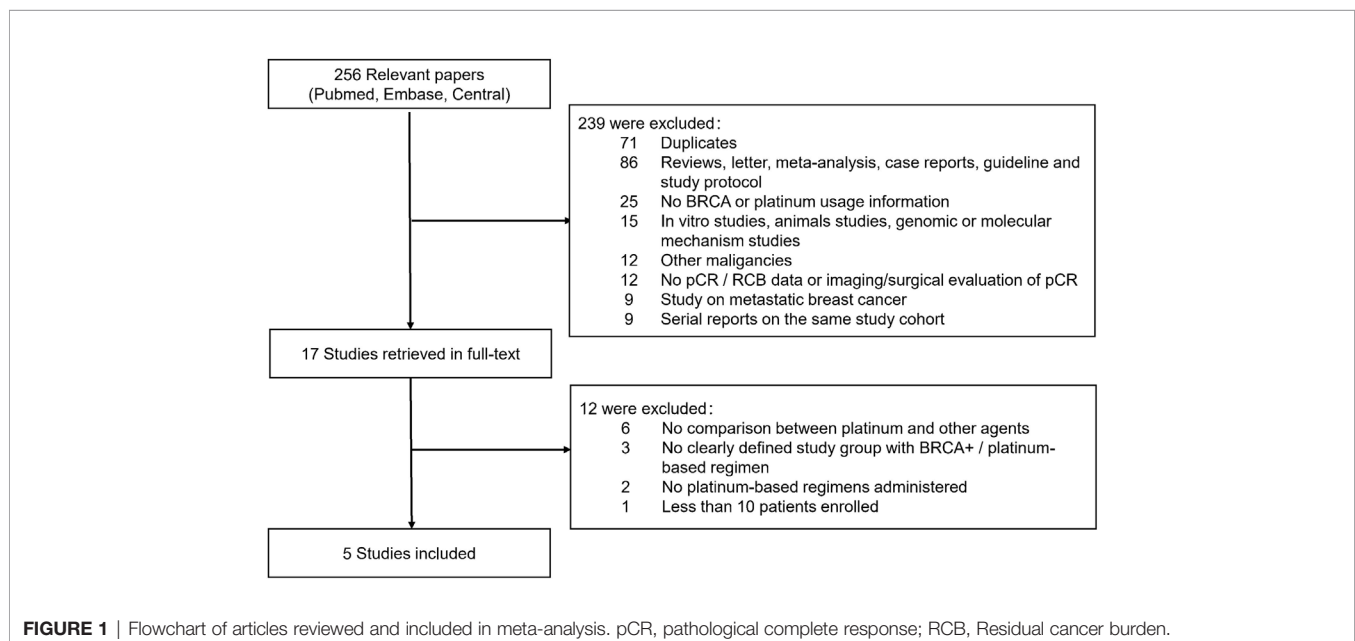 256 Relevant papers
(Pubmed, Embase, Central)
239 were excluded:
71 Duplicates
86 Reviews, letter, meta-analysis, case reports, guideline and
study protocol
25 No BRCA or platinum usage information
15 In vitro studies, animals studies, genomic or molecular
mechanism studies
12 Other maligancies
12 No pCR / RCB data or imaging/surgical evaluation of pCR
9 Study on metastatic breast cancer
9 Serial reports on the same study cohort
17 Studies retrieved in full-text
12 were excluded:
6 No comparison between platinum and other agents
3 No clearly defined study group with BRCA+ / platinum-
based regimen
2 No platinum-based regimens administered
1 Less than 10 patients enrolled
5 Studies included
FIGURE 1 | Flowchart of articles reviewed and included in meta-analysis. pCR, pathological complete response; RCB, Residual cancer burden.